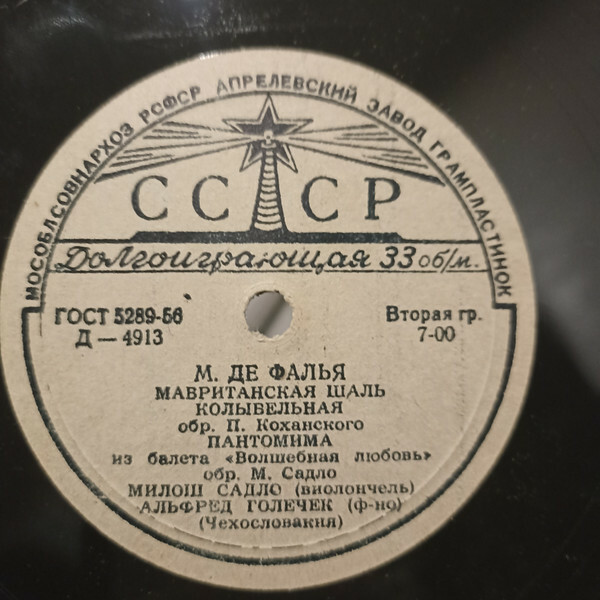 МОСОБЛСОВНАРХОЗ РСФСР АПРЕЛЕВСКИЙ ЗАВОД ГРАМПЛАСТИНОК
СССР
Долгоиграющая 33 об/м.
ГОСТ 5289-56
Д — 4913
Вторая гр.
7-00
М. ДЕ ФАЛЬЯ
МАВРИТАНСКАЯ ШАЛЬ
КОЛЫБЕЛЬНАЯ
обр. П. Коханского
ПАНТОМИМА
из балета «Волшебная любовь»
обр. М. Садло
МИЛОШ САДЛО (виолончель)
АЛЬФРЕД ГОЛЕЧЕК (ф-но)
(Чехословакия)